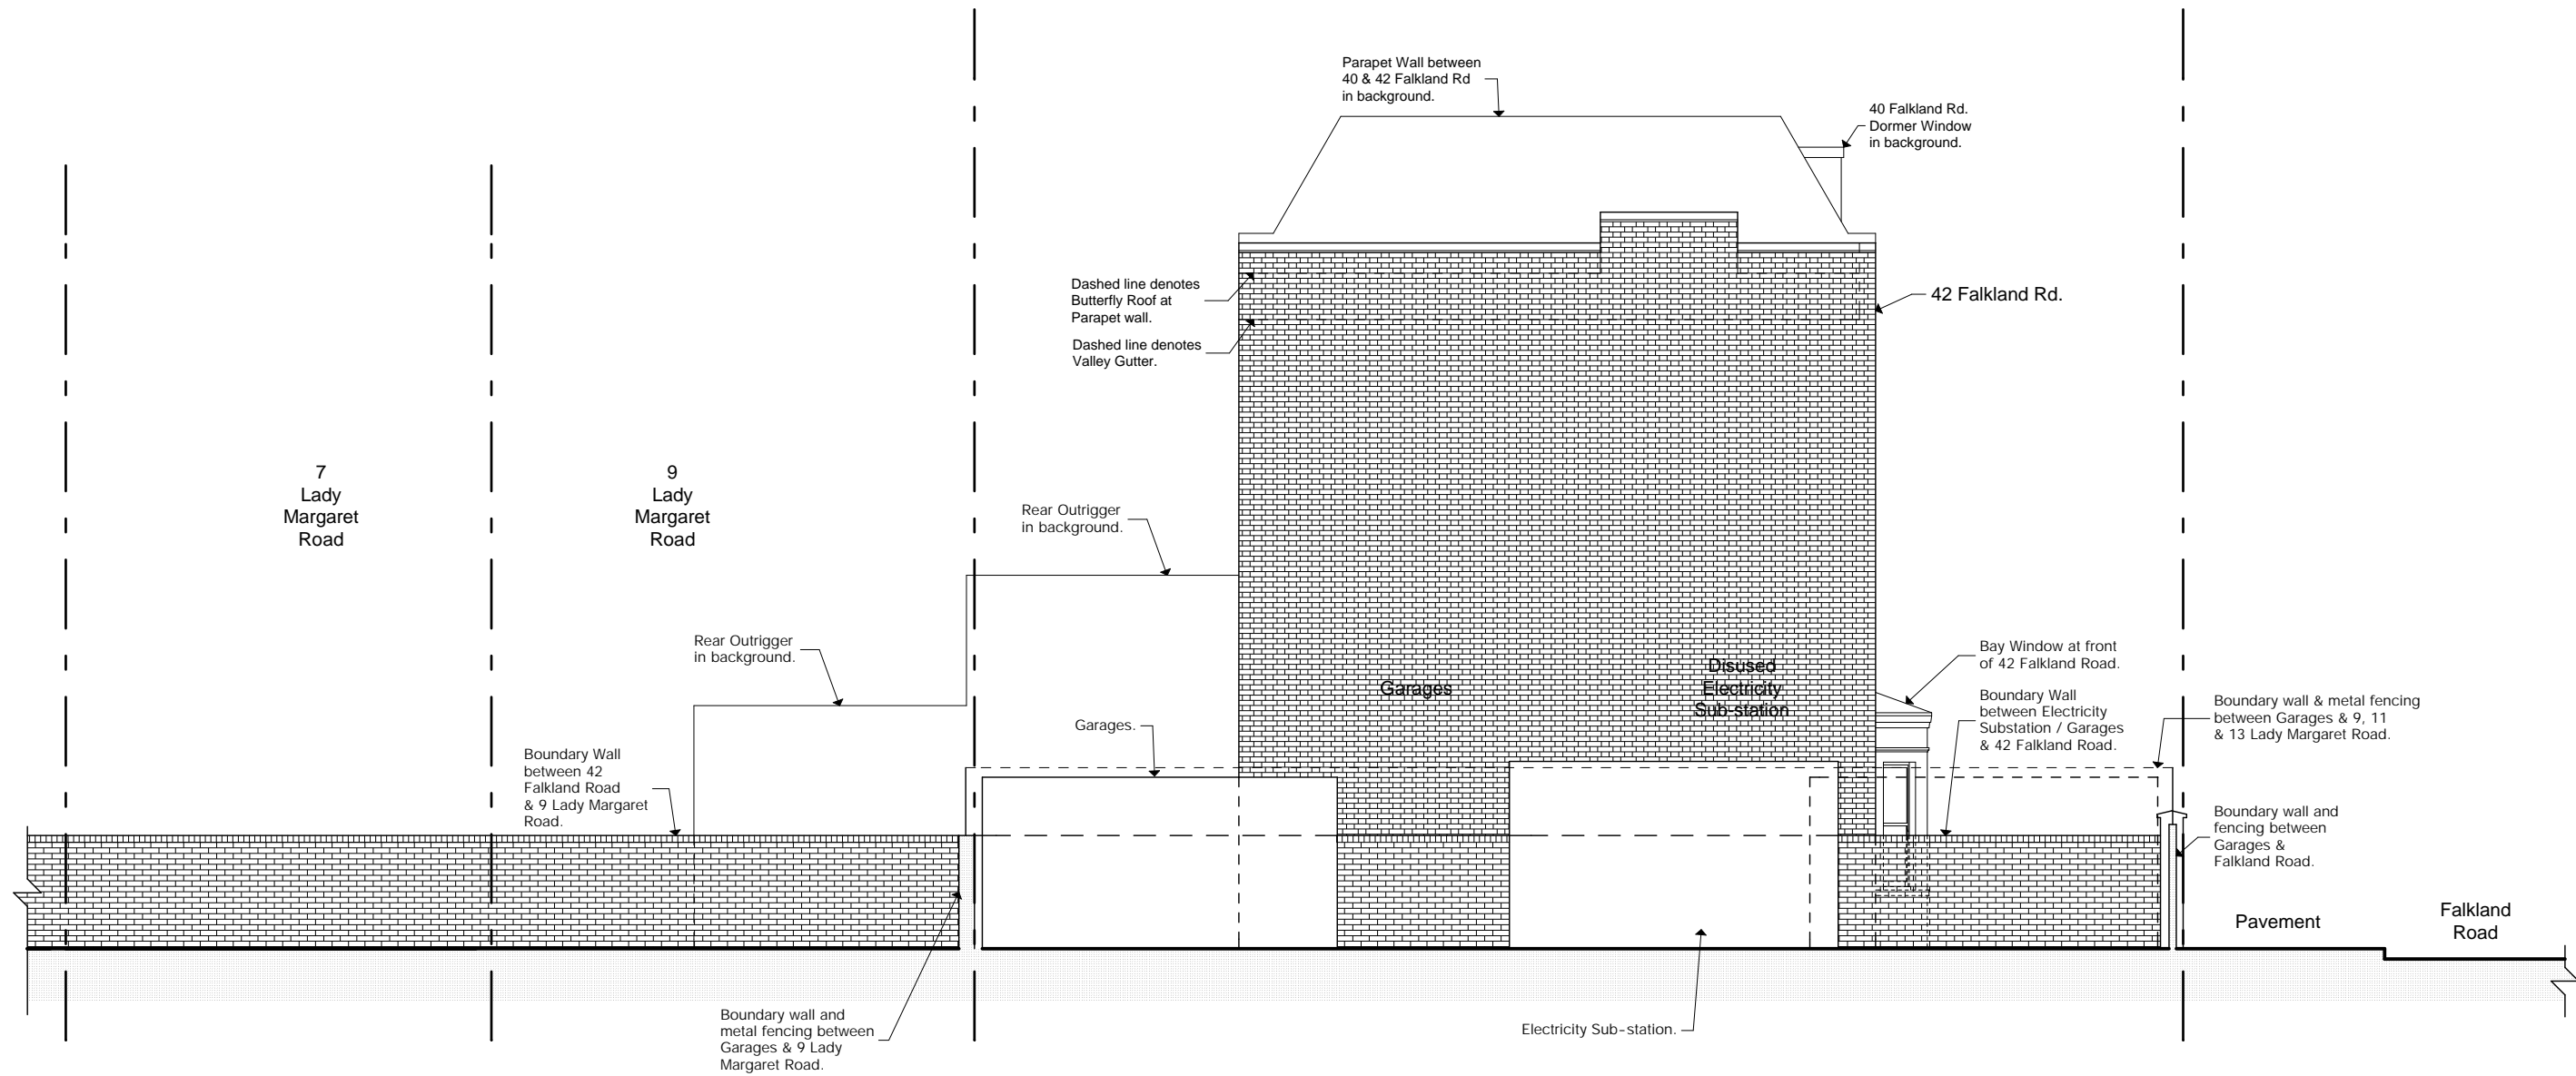 Parapet Wall between
40 & 42 Falkland Rd
in background.
40 Falkland Rd.
Dormer Window
in background.
Dashed line denotes
Butterfly Roof at
Parapet wall.
42 Falkland Rd.
Dashed line denotes
Valley Gutter.
7
Lady
Margaret
Road
9
Lady
Margaret
Road
Rear Outrigger
in background.
Rear Outrigger
in background.
Garages
Disused
Electricity
Sub-station
Bay Window at front
of 42 Falkland Road.
Boundary Wall
between Electricity
Substation / Garages
& 42 Falkland Road.
Boundary wall & metal fencing
between Garages & 9, 11
& 13 Lady Margaret Road.
Garages.
Boundary Wall
between 42
Falkland Road
& 9 Lady Margaret
Road.
Boundary wall and
fencing between
Garages &
Falkland Road.
Pavement
Falkland
Road
Boundary wall and
metal fencing between
Garages & 9 Lady
Margaret Road.
Electricity Sub-station.